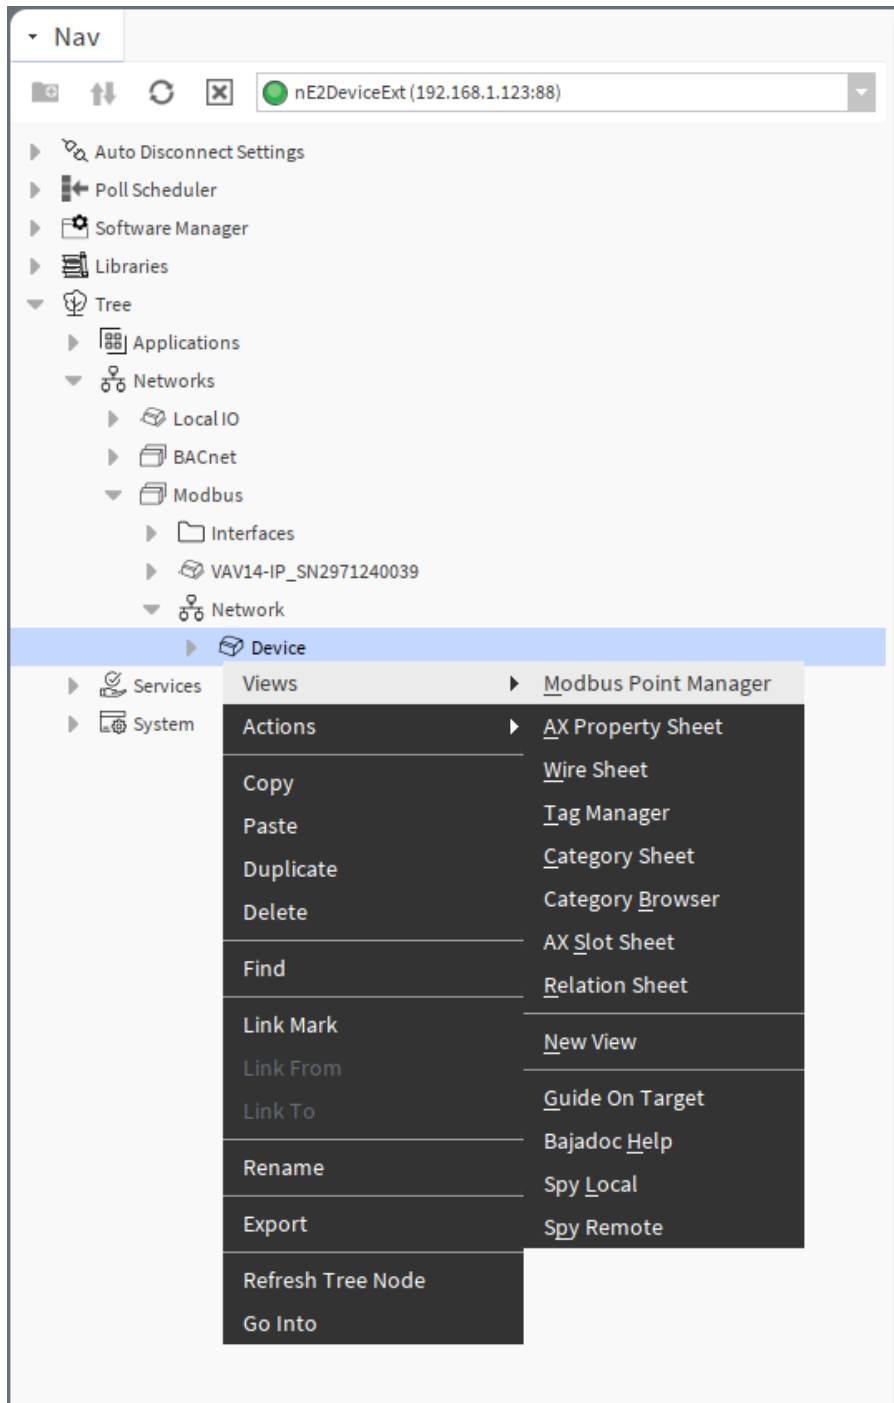 Nav
nE2DeviceExt (192.168.1.123:88)
Auto Disconnect Settings
Poll Scheduler
Software Manager
Libraries
Tree
Applications
Networks
Local IO
BACnet
Modbus
Interfaces
VAV14-IP_SN2971240039
Network
Device
Services
System
Views
Actions
Copy
Paste
Duplicate
Delete
Find
Link Mark
Link From
Link To
Rename
Export
Refresh Tree Node
Go Into
Modbus Point Manager
AX Property Sheet
Wire Sheet
Tag Manager
Category Sheet
Category Browser
AX Slot Sheet
Relation Sheet
New View
Guide On Target
Bajadoc Help
Spy Local
Spy Remote